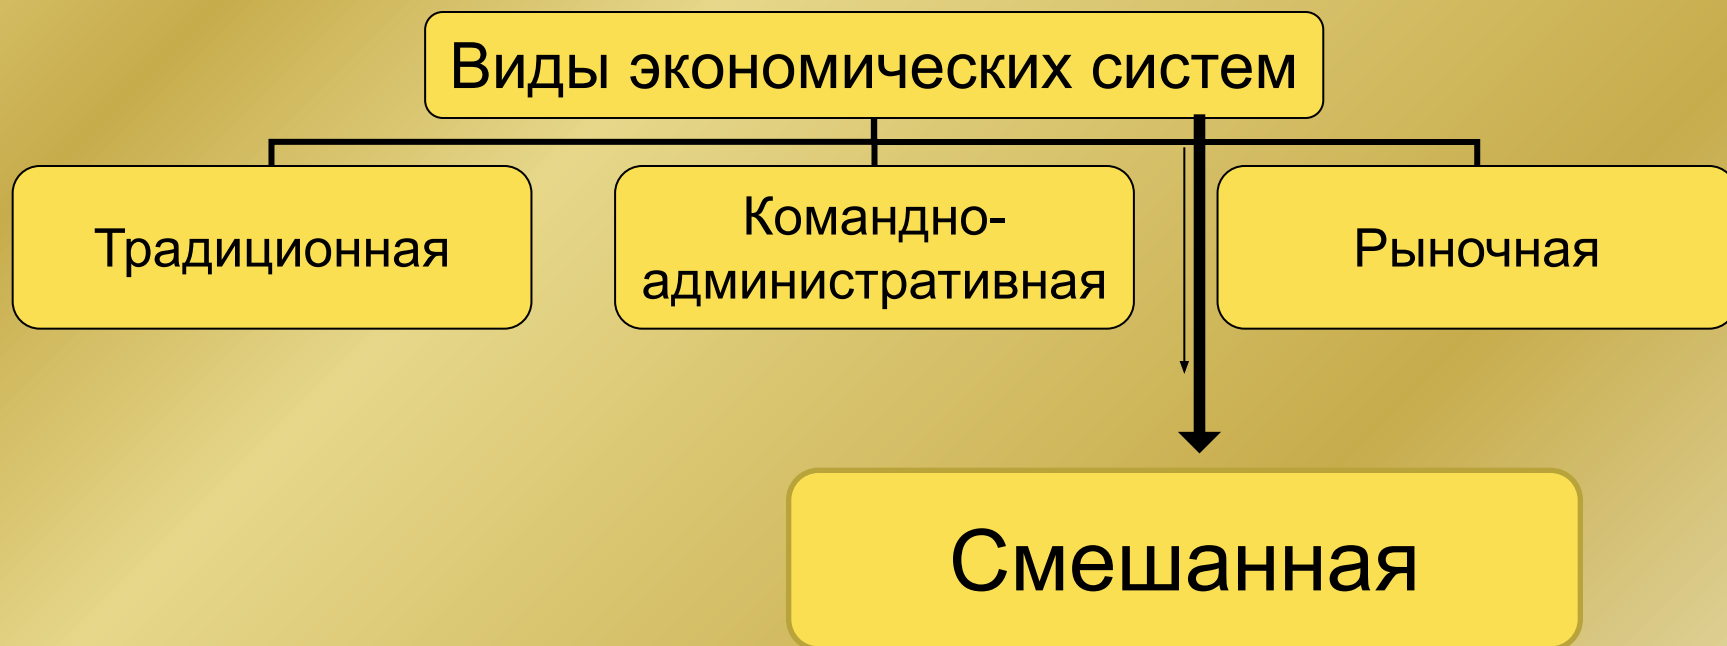 Виды экономических систем
Традиционная
Командно-
административная
Рыночная
Смешанная